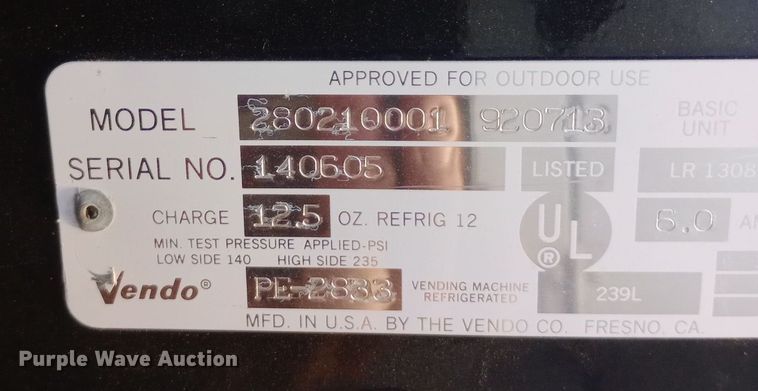 APPROVED FOR OUTDOOR USE
MODEL 280210001 920713 BASIC UNIT
SERIAL NO. 140605 LISTED LR 1308
CHARGE 12.5 OZ. REFRIG 12 UL ® 6.0
MIN. TEST PRESSURE APPLIED-PSI
LOW SIDE 140 HIGH SIDE 235
Vendo® PE-2833 VENDING MACHINE REFRIGERATED 239L
MFD. IN U.S.A. BY THE VENDO CO. FRESNO, CA.
Purple Wave Auction